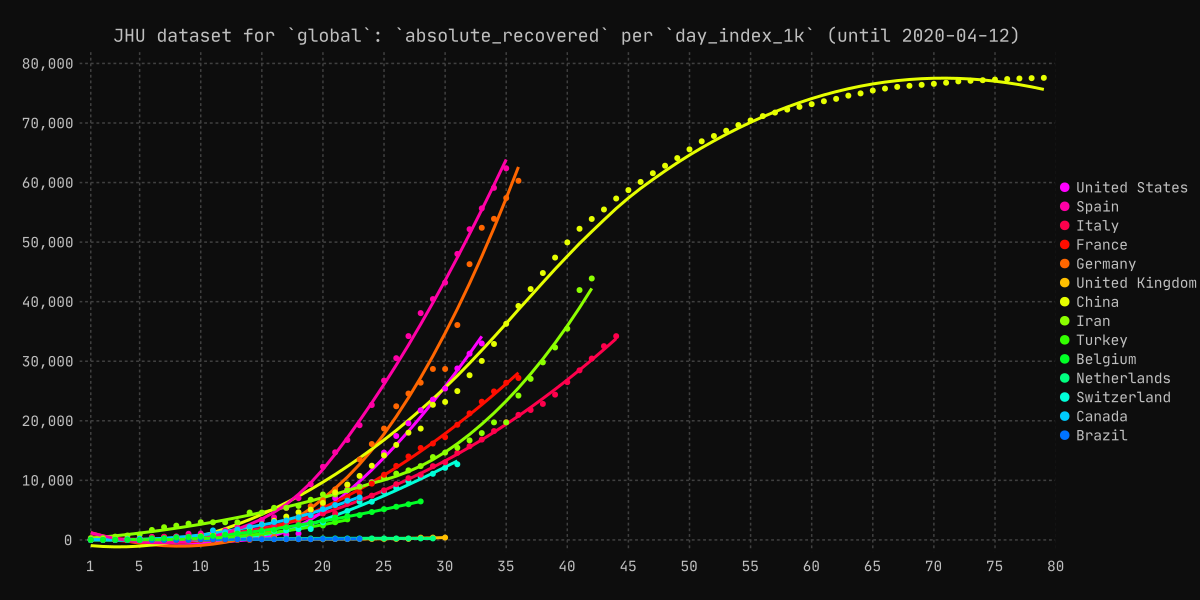 JHU dataset for `global`: `absolute_recovered` per `day_index_1k` (until 2020-04-12)
80,000
70,000
60,000
50,000
40,000
30,000
20,000
10,000
0
1 5 10 15 20 25 30 35 40 45 50 55 60 65 70 75 80
United States
Spain
Italy
France
Germany
United Kingdom
China
Iran
Turkey
Belgium
Netherlands
Switzerland
Canada
Brazil